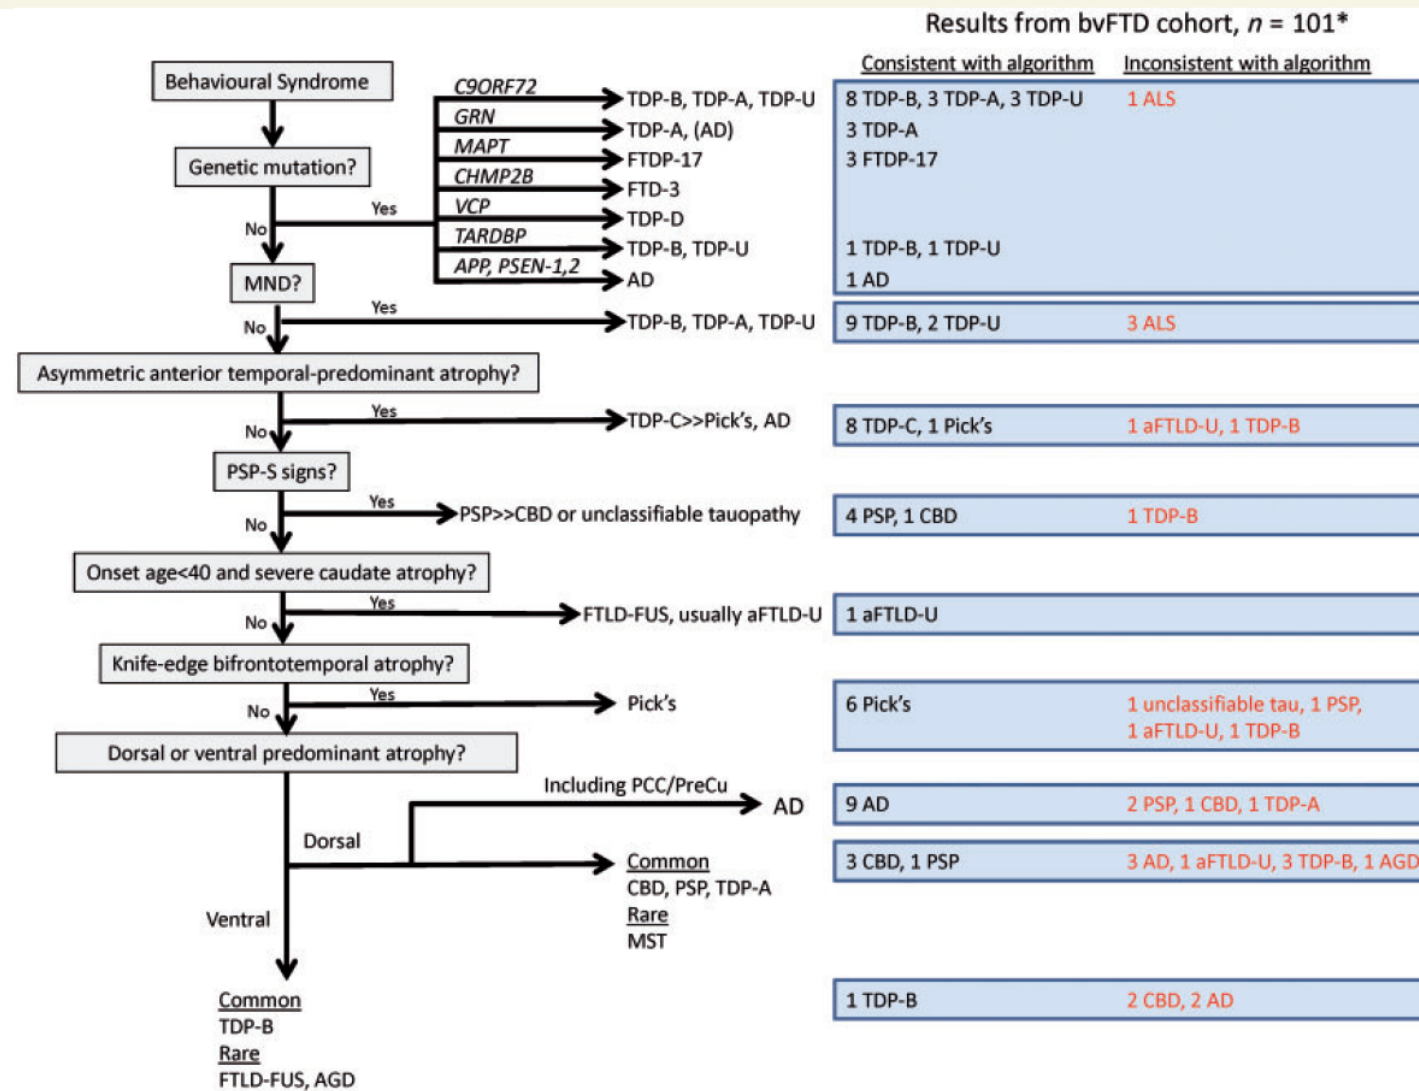 Results from bvFTD cohort, n = 101*
Consistent with algorithm Inconsistent with algorithm
Behavioural Syndrome
Genetic mutation?
Yes
No
C9ORF72
TDP-B, TDP-A, TDP-U
8 TDP-B, 3 TDP-A, 3 TDP-U 1 ALS
GRN
TDP-A, (AD)
3 TDP-A
MAPT
FTDP-17
3 FTDP-17
CHMP2B
FTD-3
VCP
TDP-D
TARDBP
TDP-B, TDP-U
1 TDP-B, 1 TDP-U
APP, PSEN-1,2
AD
1 AD
MND?
Yes
No
TDP-B, TDP-A, TDP-U
9 TDP-B, 2 TDP-U 3 ALS
Asymmetric anterior temporal-predominant atrophy?
Yes
No
TDP-C>>Pick's, AD
8 TDP-C, 1 Pick's 1 aFTLD-U, 1 TDP-B
PSP-S signs?
Yes
No
PSP>>CBD or unclassifiable tauopathy
4 PSP, 1 CBD 1 TDP-B
Onset age<40 and severe caudate atrophy?
Yes
No
FTLD-FUS, usually aFTLD-U
1 aFTLD-U
Knife-edge bifrontotemporal atrophy?
Yes
No
Pick's
6 Pick's 1 unclassifiable tau, 1 PSP,
1 aFTLD-U, 1 TDP-B
Dorsal or ventral predominant atrophy?
Including PCC/PreCu
AD
9 AD 2 PSP, 1 CBD, 1 TDP-A
Dorsal
Common
CBD, PSP, TDP-A
Rare
MST
3 CBD, 1 PSP 3 AD, 1 aFTLD-U, 3 TDP-B, 1 AGD
Ventral
Common
TDP-B
Rare
FTLD-FUS, AGD
1 TDP-B 2 CBD, 2 AD